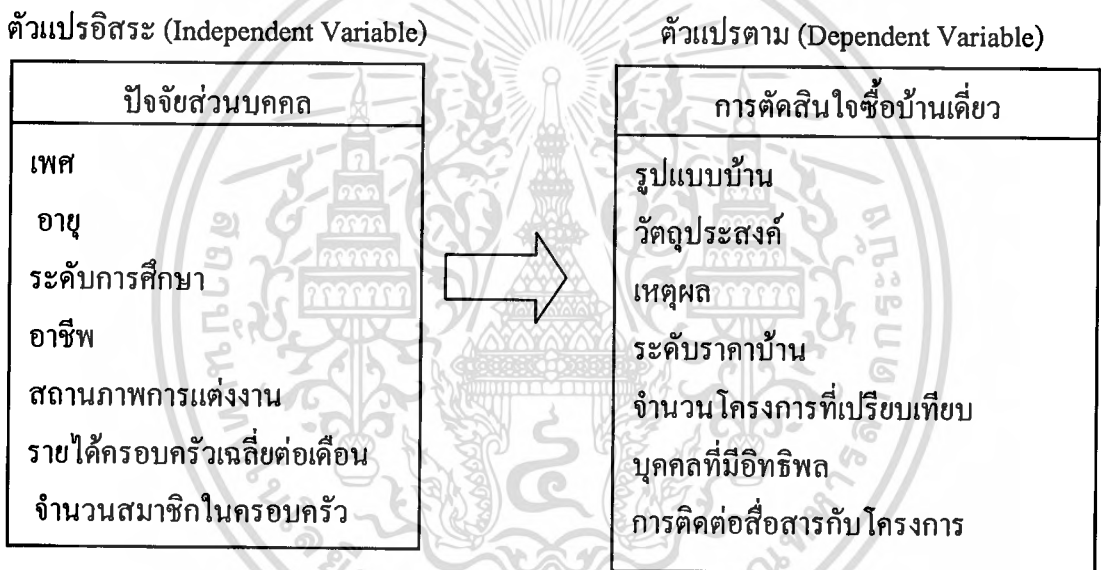 ตัวแปรอิสระ (Independent Variable)
ปัจจัยส่วนบุคคล
เพศ
อายุ
ระดับการศึกษา
อาชีพ
สถานภาพการแต่งงาน
รายได้ครอบครัวเฉลี่ยต่อเดือน
จำนวนสมาชิกในครอบครัว
ตัวแปรตาม (Dependent Variable)
การตัดสินใจซื้อบ้านเดี่ยว
รูปแบบบ้าน
วัตถุประสงค์
เหตุผล
ระดับราคาบ้าน
จำนวนโครงการที่เปรียบเทียบ
บุคคลที่มีอิทธิพล
การติดต่อสื่อสารกับโครงการ